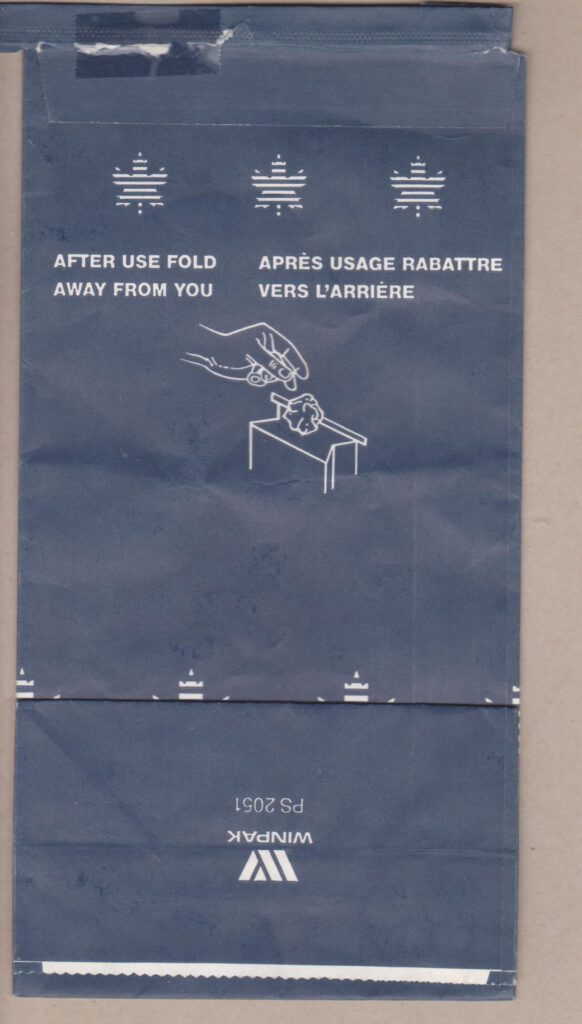 AFTER USE FOLD
AWAY FROM YOU
APRÈS USAGE RABATTRE
VERS L'ARRIÈRE
PS 2051
WINPAK